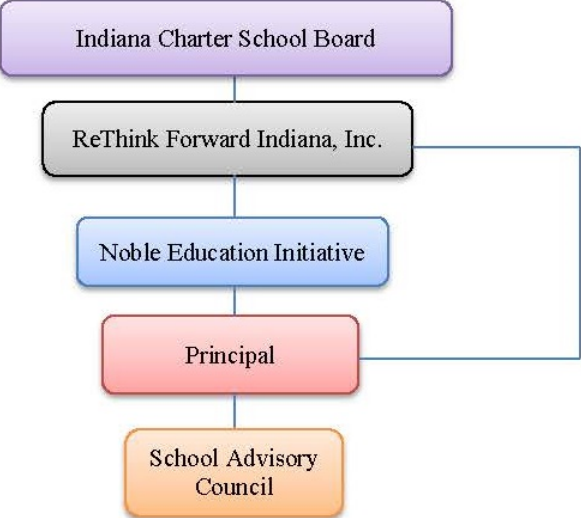 Indiana Charter School Board
ReThink Forward Indiana, Inc.
Noble Education Initiative
Principal
School Advisory
Council